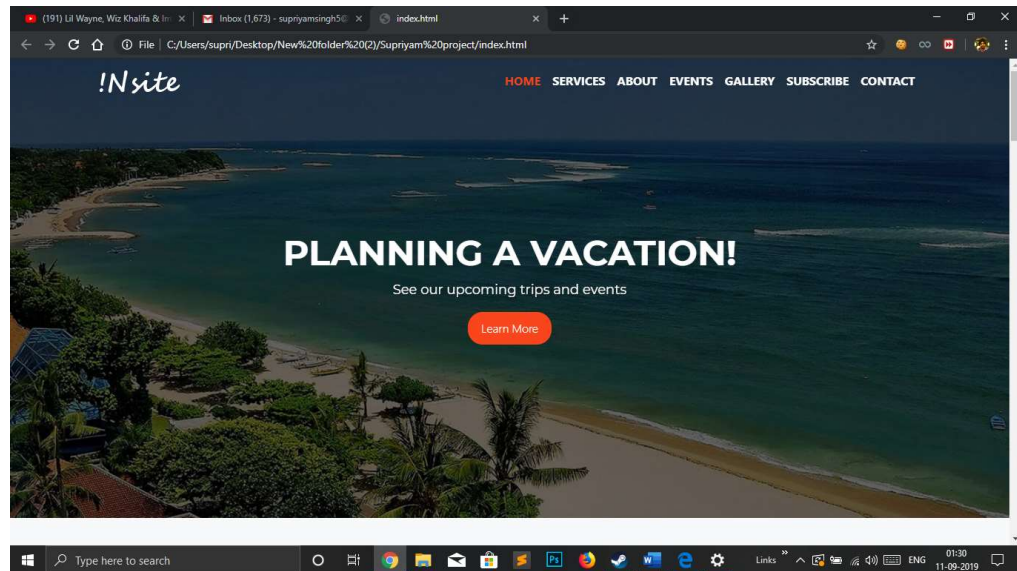 (191) Lil Wayne, Wiz Khalifa & Im
Inbox (1,673) - supriyamsingh5@
index.html
File | C:/Users/supri/Desktop/New%20folder%20(2)/Supriyam%20project/index.html
!Nsite
HOME SERVICES ABOUT EVENTS GALLERY SUBSCRIBE CONTACT
PLANNING A VACATION!
See our upcoming trips and events
Learn More
Type here to search
Ps
Links
ENG
01:30
11-09-2019